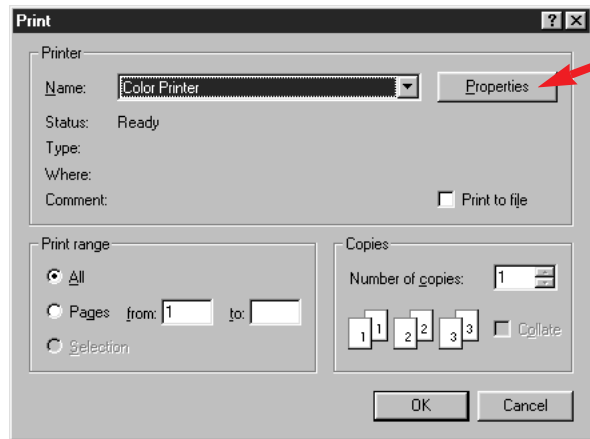 Print
Printer
Name: Color Printer Properties
Status: Ready
Type:
Where:
Comment: Print to file
Print range
All
Pages from: 1 to:
Selection
Copies
Number of copies: 1
1 1 2 2 3 3 Collate
OK Cancel